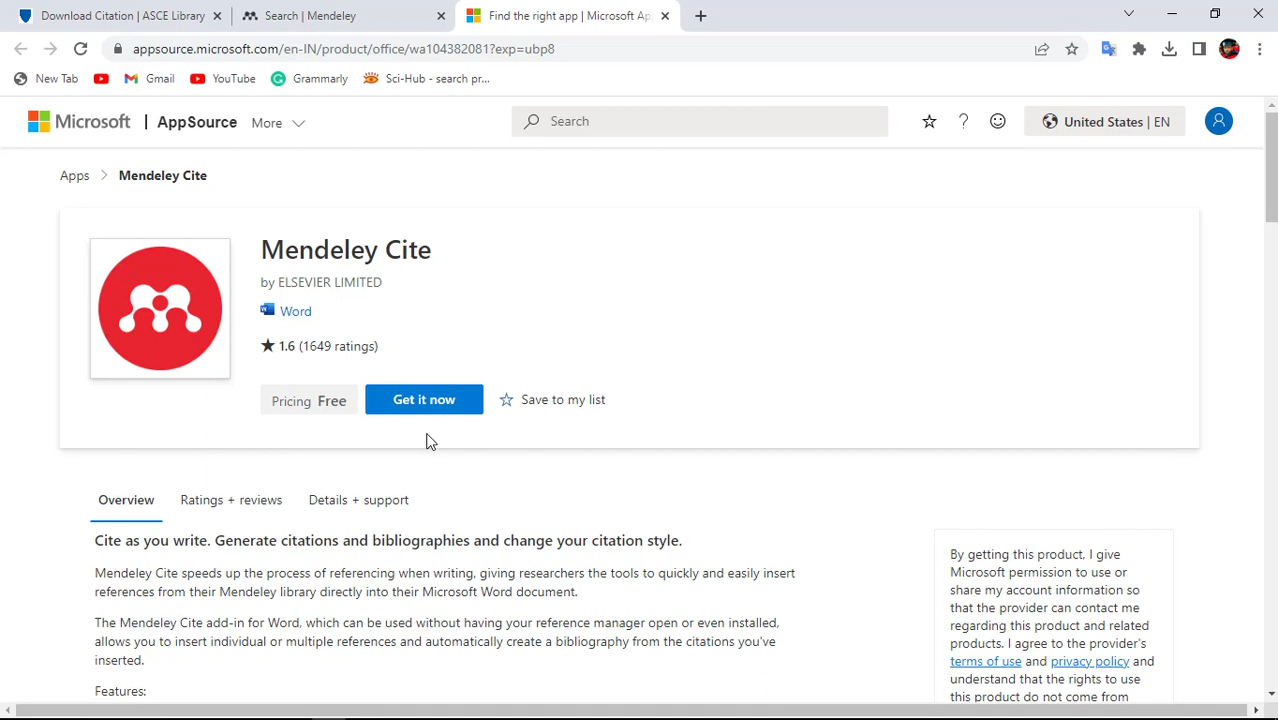 Download Citation | ASCE Library
Search | Mendeley
Find the right app | Microsoft Ap
appsource.microsoft.com/en-IN/product/office/wa104382081?exp=ubp8
New Tab
Gmail
YouTube
Grammarly
Sci-Hub - search pr...
Microsoft | AppSource More
Search
United States | EN
Apps > Mendeley Cite
Mendeley Cite
by ELSEVIER LIMITED
Word
★ 1.6 (1649 ratings)
Pricing Free
Get it now
Save to my list
Overview
Ratings + reviews
Details + support
Cite as you write. Generate citations and bibliographies and change your citation style.
Mendeley Cite speeds up the process of referencing when writing, giving researchers the tools to quickly and easily insert
references from their Mendeley library directly into their Microsoft Word document.
The Mendeley Cite add-in for Word, which can be used without having your reference manager open or even installed,
allows you to insert individual or multiple references and automatically create a bibliography from the citations you've
inserted.
Features:
By getting this product, I give
Microsoft permission to use or
share my account information so
that the provider can contact me
regarding this product and related
products. I agree to the provider's
terms of use and privacy policy and
understand that the rights to use
this product do not come from